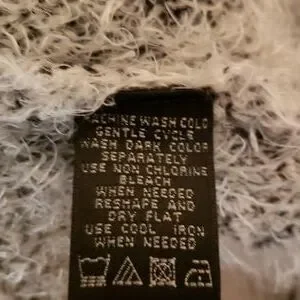 MACHINE WASH COLD
GENTLE CYCLE
WASH DARK COLOR
SEPARATELY
USE NON CHLORINE
BLEACH
WHEN NEEDED
RESHAPE AND
DRY FLAT
USE COOL IRON
WHEN NEEDED